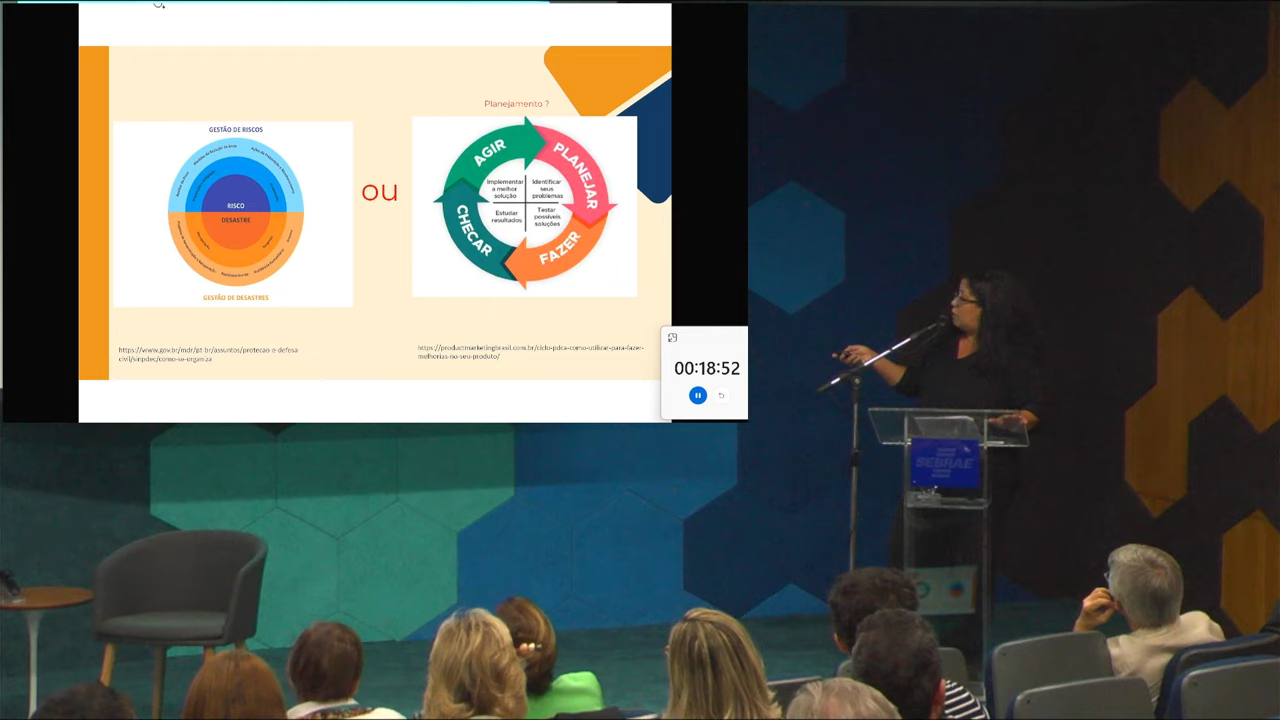 Planejamento ?
GESTÃO DE RISCOS
RISCO
DESASTRE
GESTÃO DE DESASTRES
ou
AGIR
PLANEJAR
Implementar
a melhor
solução
Identificar
seus
problemas
Estudar
resultados
Testar
possíveis
soluções
CHECAR
FAZER
https://www.gov.br/mdr/pt-br/assuntos/protecao-e-defesa
civil/sinpdec/como-se-organiza
https://productmarketingbrasil.com.br/ciclo-pdca-como-utilizar-para-fazer-
melhorias-no-seu-produto/
00:18:52
SEBRAE